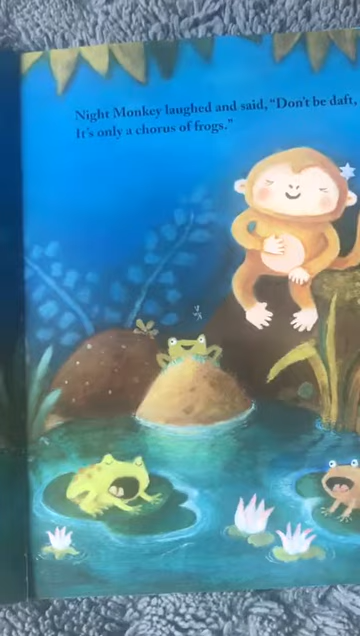 Night Monkey laughed and said, “Don't be daft,
It's only a chorus of frogs.”